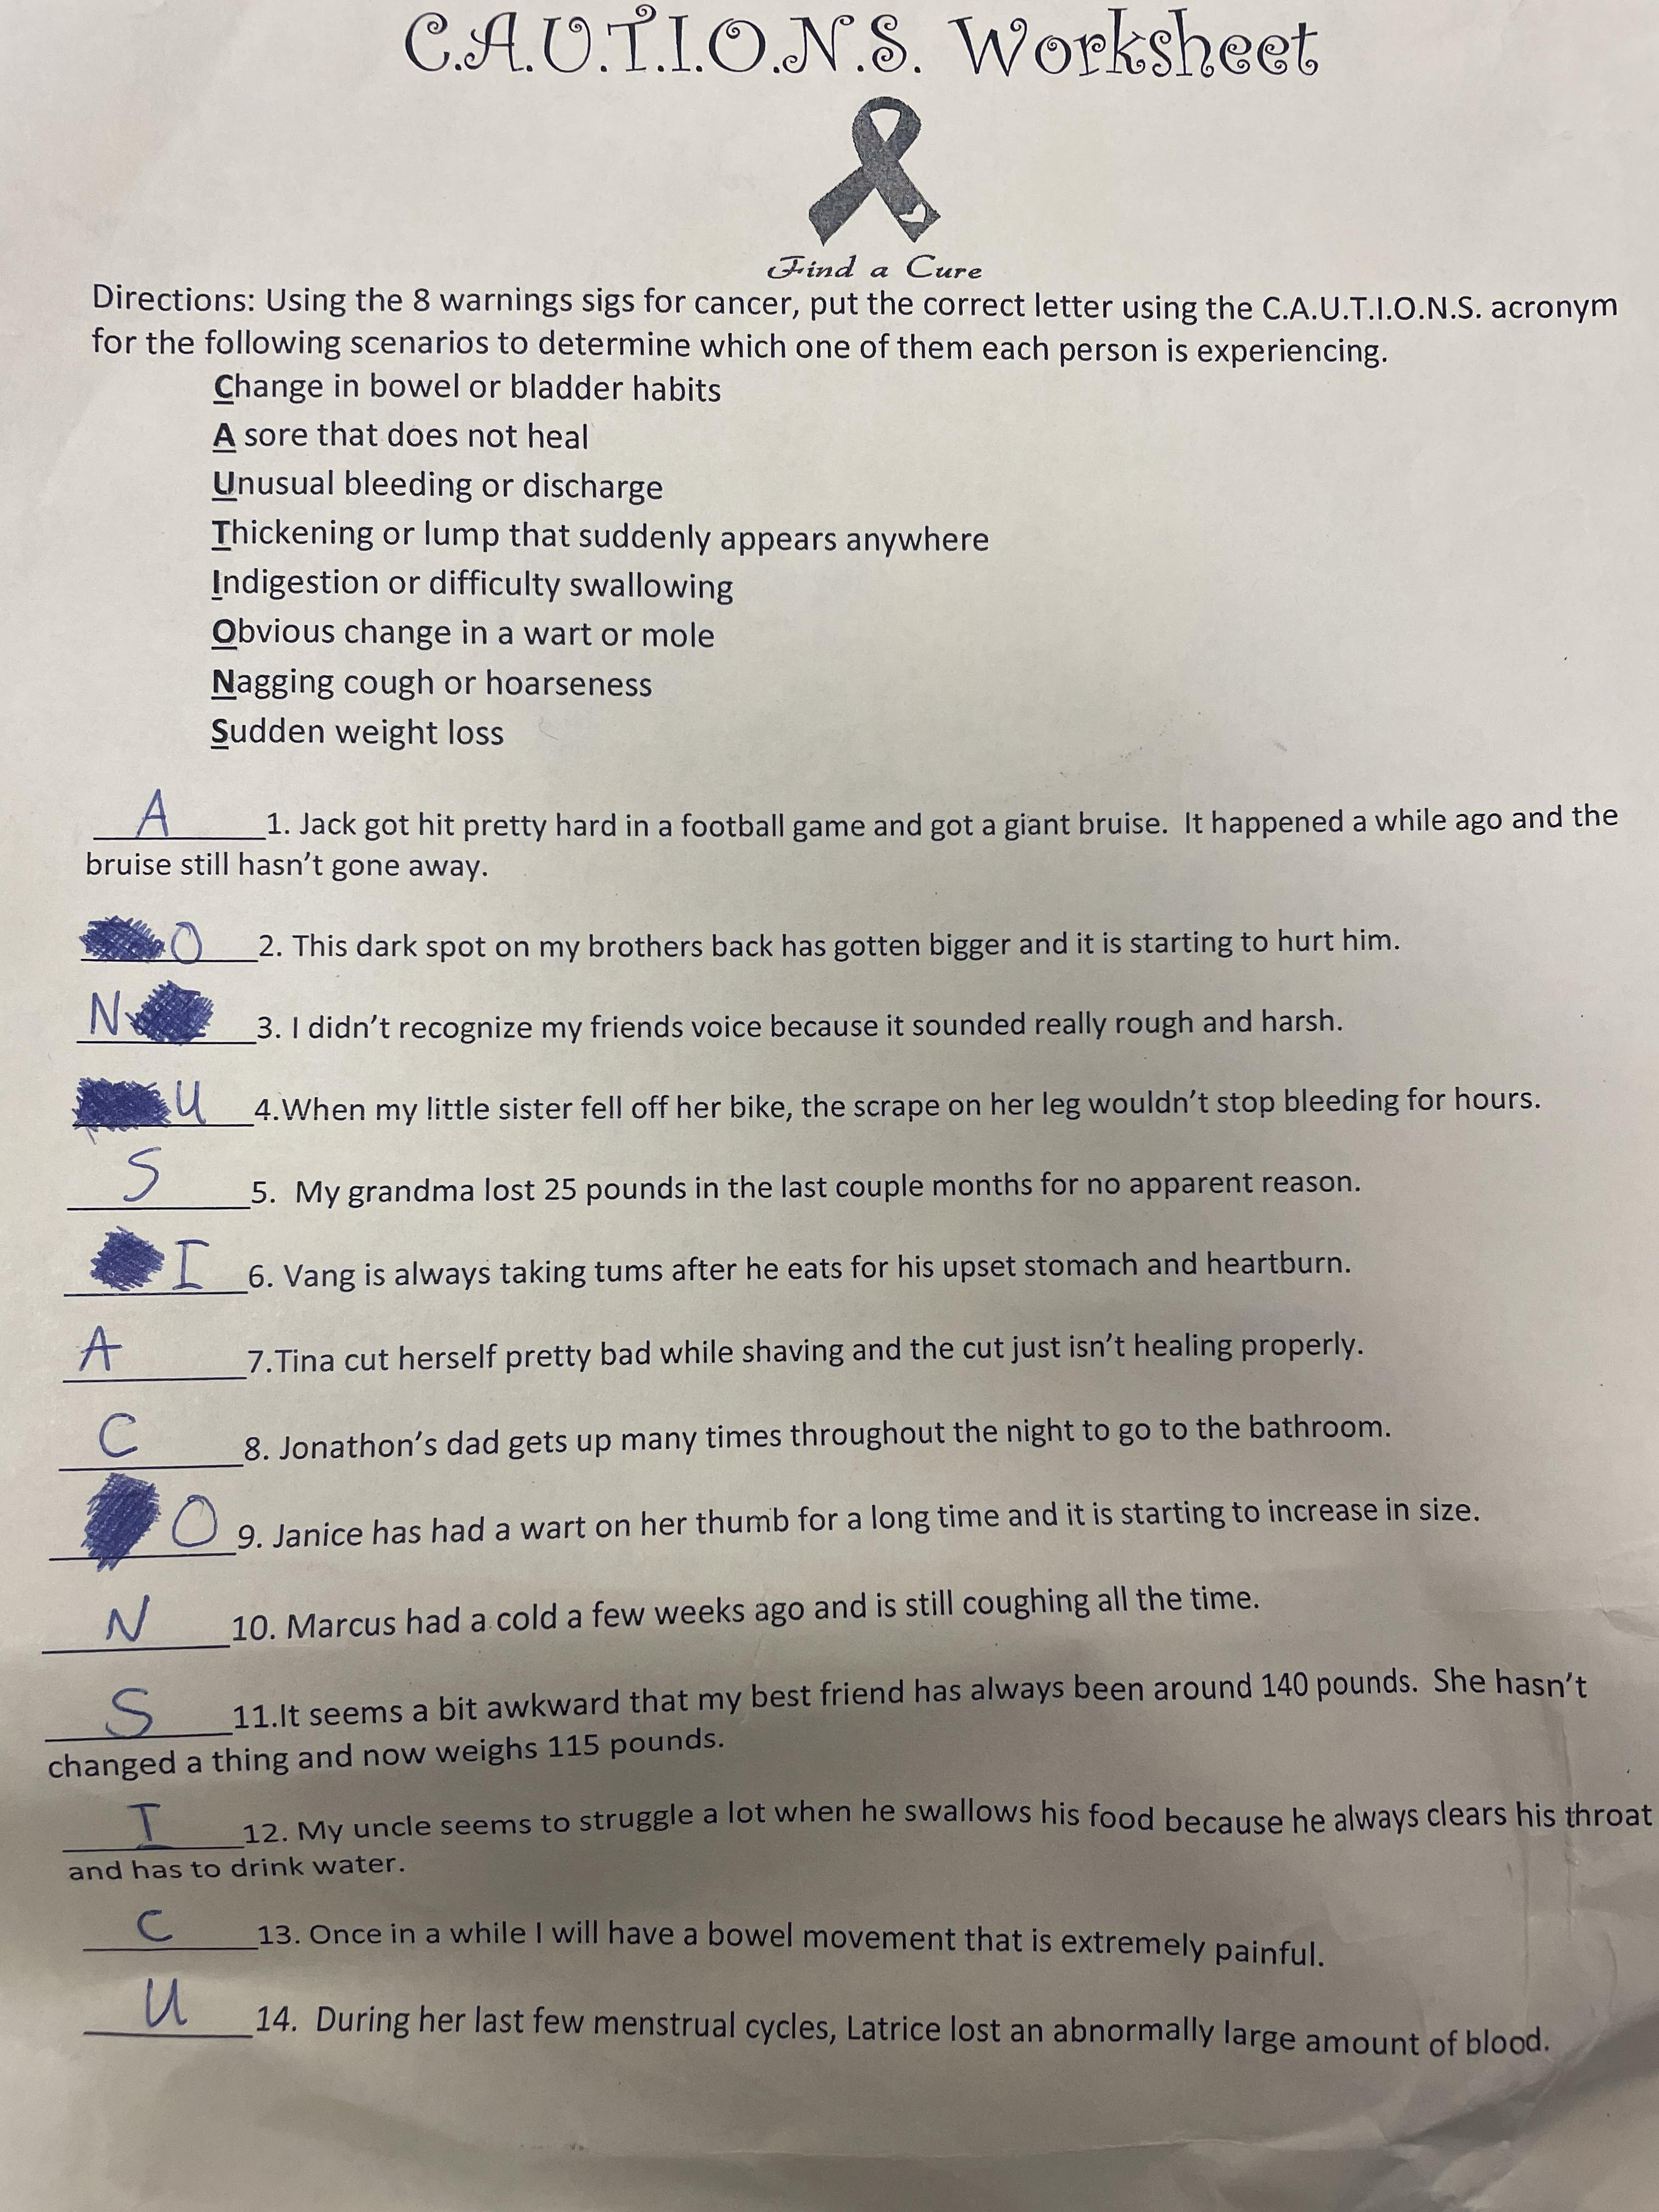 C.A.U.T.I.O.N.S. Worksheet
Find a Cure
Directions: Using the 8 warnings sigs for cancer, put the correct letter using the C.A.U.T.I.O.N.S. acronym
for the following scenarios to determine which one of them each person is experiencing.
Change in bowel or bladder habits
A sore that does not heal
Unusual bleeding or discharge
Thickening or lump that suddenly appears anywhere
Indigestion or difficulty swallowing
Obvious change in a wart or mole
Nagging cough or hoarseness
Sudden weight loss
A 1. Jack got hit pretty hard in a football game and got a giant bruise. It happened a while ago and the
bruise still hasn't gone away.
O 2. This dark spot on my brothers back has gotten bigger and it is starting to hurt him.
N 3. I didn't recognize my friends voice because it sounded really rough and harsh.
U 4.When my little sister fell off her bike, the scrape on her leg wouldn't stop bleeding for hours.
S 5. My grandma lost 25 pounds in the last couple months for no apparent reason.
I 6. Vang is always taking tums after he eats for his upset stomach and heartburn.
A 7.Tina cut herself pretty bad while shaving and the cut just isn't healing properly.
C 8. Jonathon's dad gets up many times throughout the night to go to the bathroom.
O 9. Janice has had a wart on her thumb for a long time and it is starting to increase in size.
N 10. Marcus had a cold a few weeks ago and is still coughing all the time.
S 11.It seems a bit awkward that my best friend has always been around 140 pounds. She hasn't
changed a thing and now weighs 115 pounds.
I 12. My uncle seems to struggle a lot when he swallows his food because he always clears his throat
and has to drink water.
C 13. Once in a while I will have a bowel movement that is extremely painful.
U 14. During her last few menstrual cycles, Latrice lost an abnormally large amount of blood.